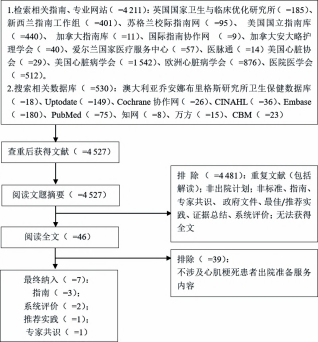 1.检索相关指南、专业网站(=4 211)：英
国国家卫生与临床优化研究所(=185)、
新西兰指南工作组(=401)、苏格兰校际指南网(=95)、 美国国立指南库
(=440)、 加拿大指南库(=11)、国际指南协作网 (=9)、加拿大安大略护
理学会(=40)、爱尔兰国家医疗服务中心(=57)、医脉通(=14) 美国心脏协
会(=29)、美国心脏病学会(=1 542)、欧洲心脏病学会(=876)、医院医学
会(=512)。
2.搜索相关数据库(=530)：澳大利亚乔安娜布里格斯研究所卫生保健数据库
(=18)、Uptodate(=149)、Cochrane 协作网(=26)、CINAHL(=36)、Embase
(=180)、PubMed(=75)、知网(=8)、万方(=15)、CBM(=23)
查重后获得文献(=4 527)
阅读文题摘要(=4 527)
排 除(=4 481)：重复文献(包括
解读)；非出院计划；非标准、指南、
专家共识、 政府文件、最佳/推荐实
践、证据总结、系统评价；无法获得
全文
阅读全文(=46)
排除(=39)：
不涉及心肌梗死患者出院准备服务
内容
最终纳入(=7)：
指南(=3)；
系统评价(=2)；
推荐实践(=1)
专家共识(=1)